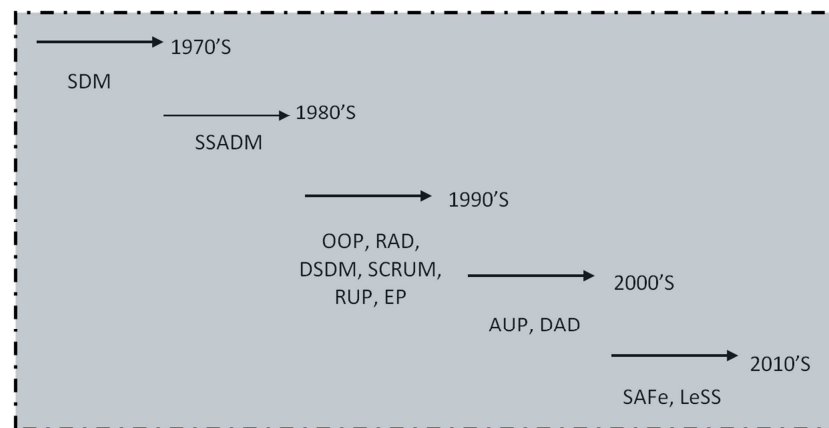 1970’S
SDM
1980’S
SSADM
1990’S
OOP, RAD,
DSDM, SCRUM,
RUP, EP
2000’S
AUP, DAD
2010’S
SAFe, LeSS